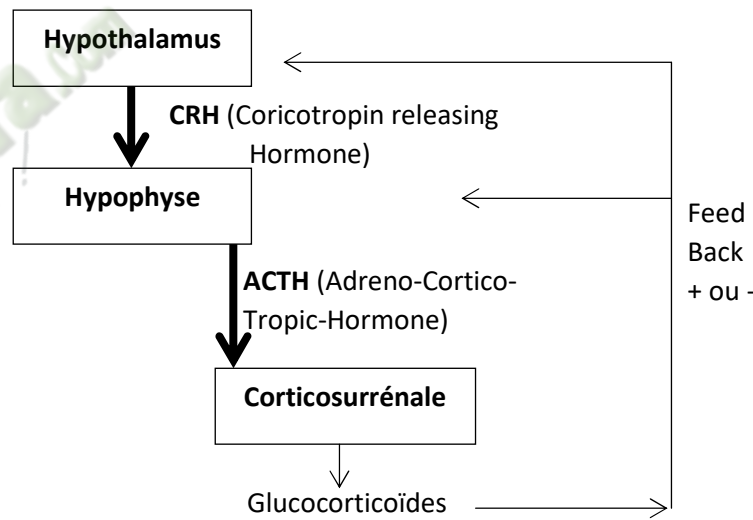 Hypothalamus
CRH (Coricotropin releasing
Hormone)
Hypophyse
Feed
Back
+ ou -
ACTH (Adreno-Cortico-
Tropic-Hormone)
Corticosurrénale
Glucocorticoïdes